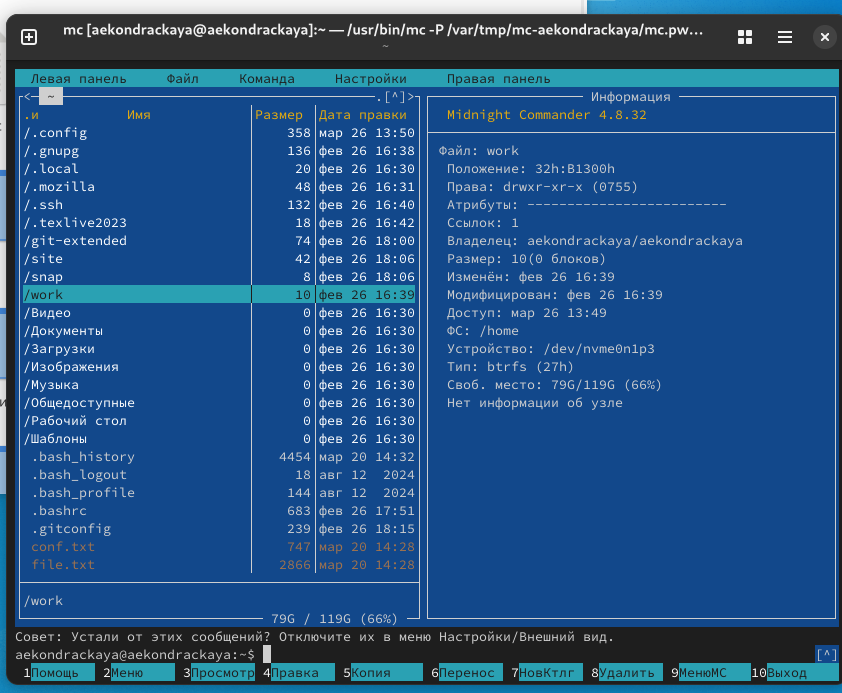 mc [aekondrackaya@aekondrackaya]:~ — /usr/bin/mc -P /var/tmp/mc-aekondrackaya/mc.pw…
~
Левая панель Файл Команда Настройки Правая панель
<─ ~ .[^]>
.и Имя Размер Дата правки
/.config 358 мар 26 13:50
/.gnupg 136 фев 26 16:38
/.local 20 фев 26 16:30
/.mozilla 48 фев 26 16:31
/.ssh 132 фев 26 16:40
/.texlive2023 18 фев 26 16:42
/git-extended 74 фев 26 18:00
/site 42 фев 26 18:06
/snap 8 фев 26 18:06
/work 10 фев 26 16:39
/Видео 0 фев 26 16:30
/Документы 0 фев 26 16:30
/Загрузки 0 фев 26 16:30
/Изображения 0 фев 26 16:30
/Музыка 0 фев 26 16:30
/Общедоступные 0 фев 26 16:30
/Рабочий стол 0 фев 26 16:30
/Шаблоны 0 фев 26 16:30
.bash_history 4454 мар 20 14:32
.bash_logout 18 авг 12 2024
.bash_profile 144 авг 12 2024
.bashrc 683 фев 26 17:51
.gitconfig 239 фев 26 18:15
conf.txt 747 мар 20 14:28
file.txt 2866 мар 20 14:28
/work
79G / 119G (66%)
Информация
Midnight Commander 4.8.32
Файл: work
Положение: 32h:B1300h
Права: drwxr-xr-x (0755)
Атрибуты: -------------------------
Ссылок: 1
Владелец: aekondrackaya/aekondrackaya
Размер: 10(0 блоков)
Изменён: фев 26 16:39
Модифицирован: фев 26 16:39
Доступ: мар 26 13:49
ФС: /home
Устройство: /dev/nvme0n1p3
Тип: btrfs (27h)
Своб. место: 79G/119G (66%)
Нет информации об узле
Совет: Устали от этих сообщений? Отключите их в меню Настройки/Внешний вид.
aekondrackaya@aekondrackaya:~$ [^]
1Помощь 2Меню 3Просмотр 4Правка 5Копия 6Перенос 7НовКтлг 8Удалить 9МенюМС 10Выход